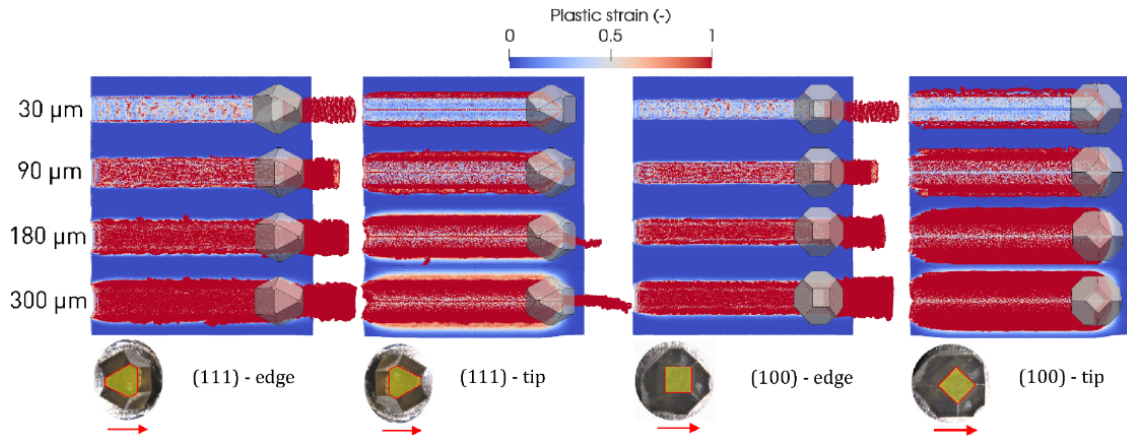 Plastic strain (-)
0 0.5 1
30 µm
90 µm
180 µm
300 µm
(111) - edge (111) - tip (100) - edge (100) - tip